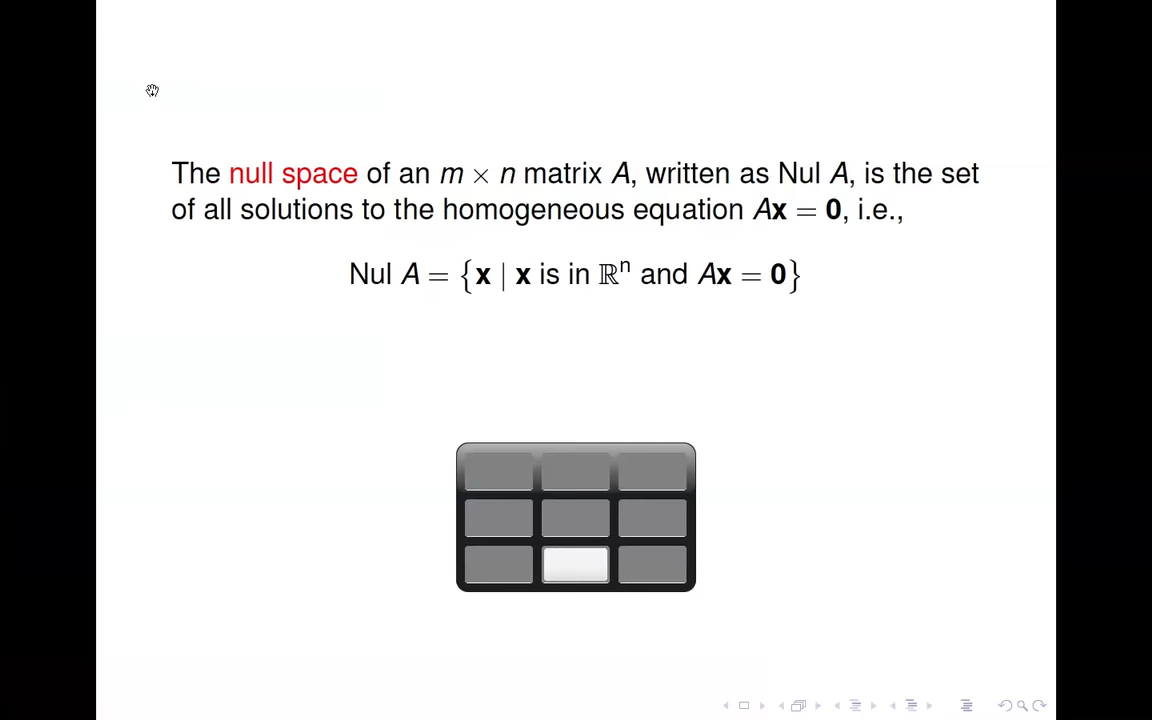 The null space of an m × n matrix A, written as Nul A, is the set
of all solutions to the homogeneous equation Ax = 0, i.e.,
Nul A = {x | x is in ℝⁿ and Ax = 0}